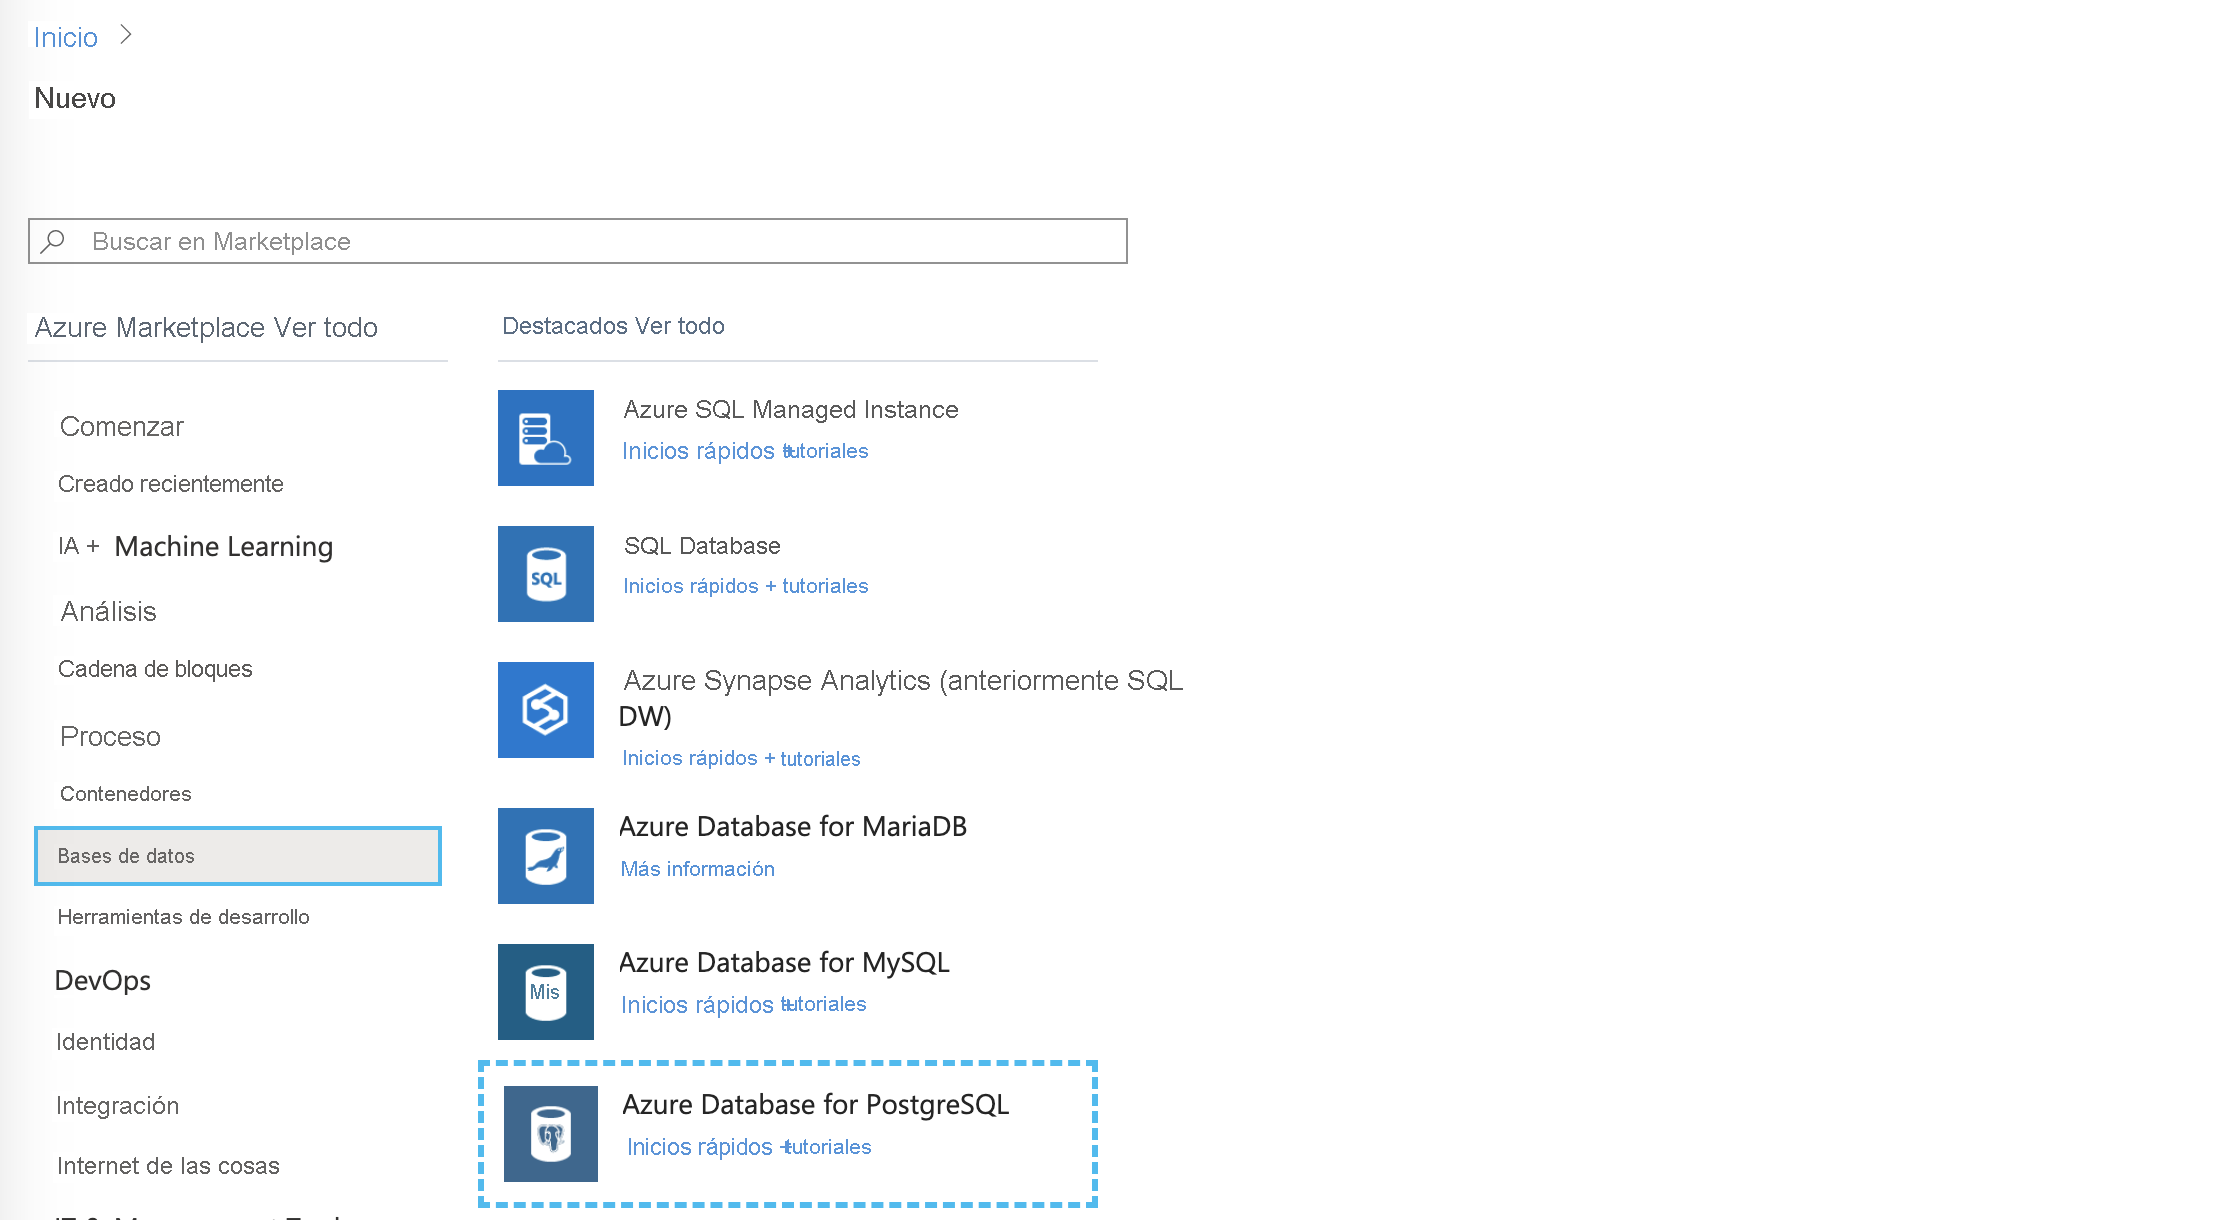 Inicio
Nuevo
Buscar en Marketplace
Azure Marketplace Ver todo
Comenzar
Creado recientemente
IA + Machine Learning
Análisis
Cadena de bloques
Proceso
Contenedores
Bases de datos
Herramientas de desarrollo
DevOps
Identidad
Integración
Internet de las cosas
Destacados Ver todo
Azure SQL Managed Instance
Inicios rápidos + tutoriales
SQL
SQL Database
Inicios rápidos + tutoriales
Azure Synapse Analytics (anteriormente SQL
DW)
Inicios rápidos + tutoriales
Azure Database for MariaDB
Más información
Mis
Azure Database for MySQL
Inicios rápidos + tutoriales
Azure Database for PostgreSQL
Inicios rápidos + tutoriales